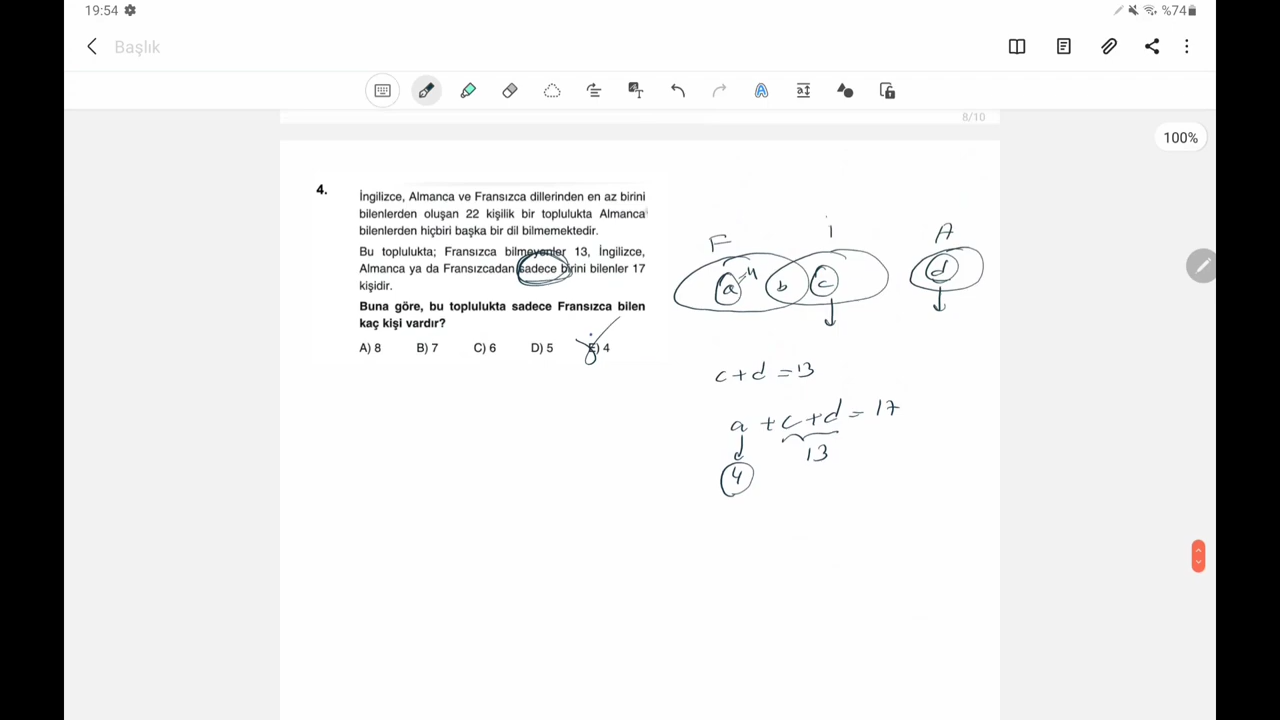 19:54
%74
Başlık
8/10
100%
4.
İngilizce, Almanca ve Fransızca dillerinden en az birini
bilenlerden oluşan 22 kişilik bir toplulukta Almanca
bilenlerden hiçbiri başka bir dil bilmemektedir.
Bu toplulukta; Fransızca bilmeyenler 13, İngilizce,
Almanca ya da Fransızcadan sadece birini bilenler 17
kişidir.
Buna göre, bu toplulukta sadece Fransızca bilen
kaç kişi vardır?
A) 8 B) 7 C) 6 D) 5 E) 4
F İ A
a =4 b c d
c+d =13
a +c+d = 17
13
4